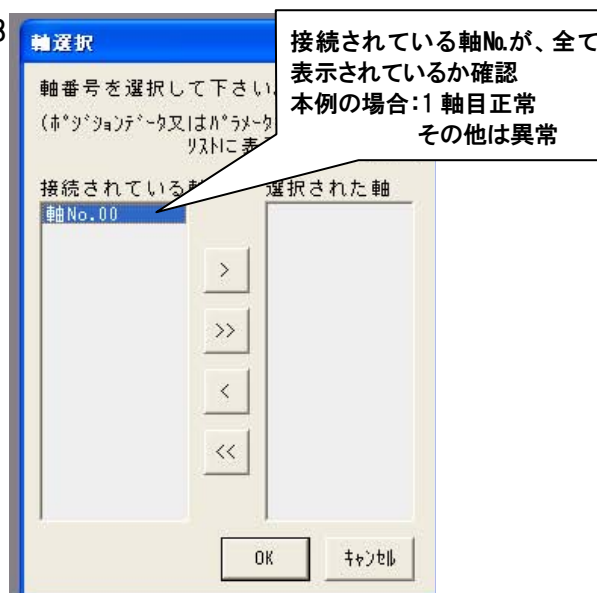 3
軸選択
接続されている軸No.が、全て
表示されているか確認
本例の場合:1 軸目正常
その他は異常
軸番号を選択して下さい
(ﾎﾟｼﾞｼｮﾝﾃﾞｰﾀ又はﾊﾟﾗﾒｰﾀ
ﾘｽﾄに表
接続されている 選択された軸
軸No.00
>
>>
<
<<
OK ｷｬﾝｾﾙ